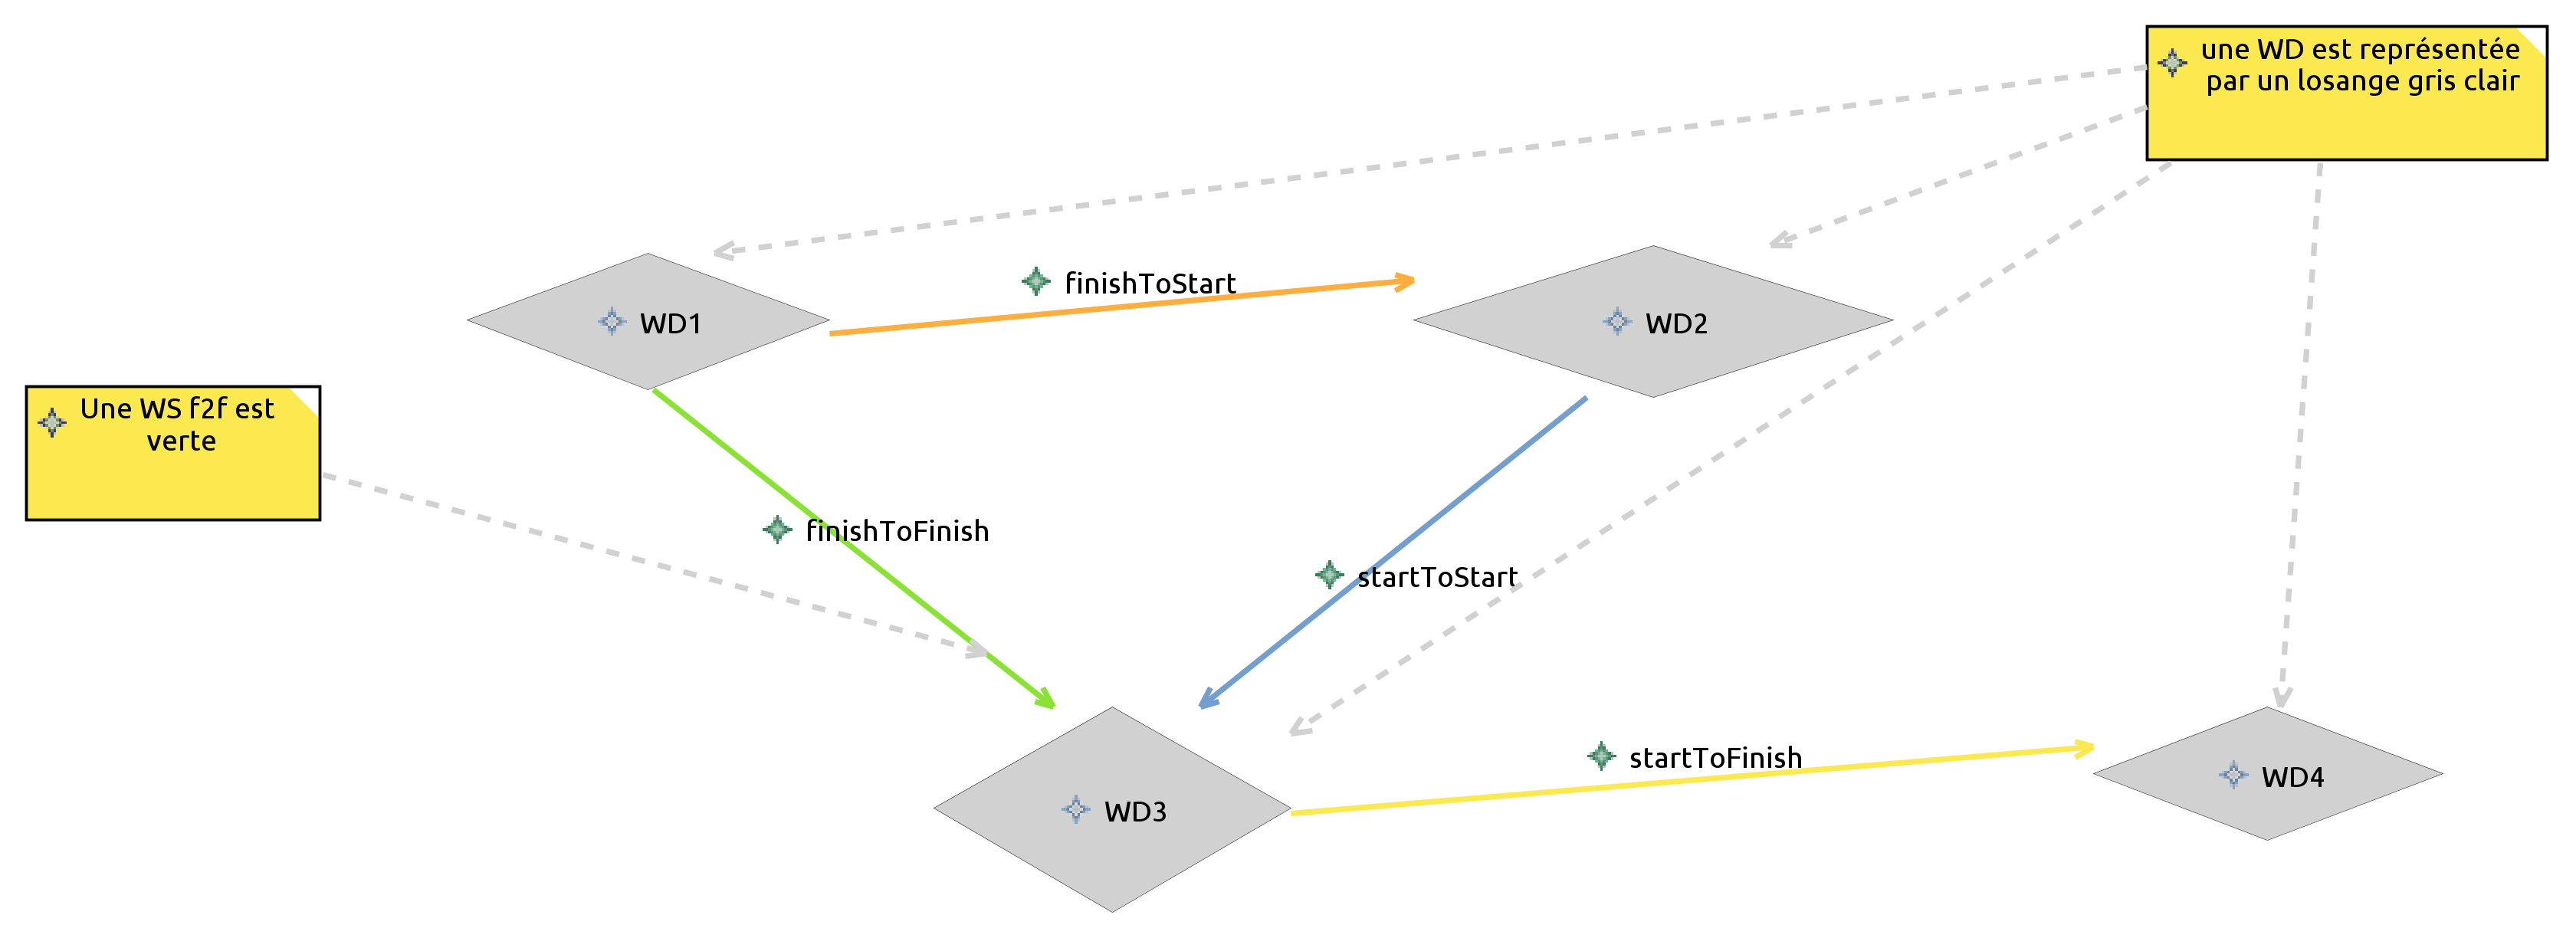 une WD est représentée
par un losange gris clair
finishToStart
WD1
WD2
Une WS f2f est
verte
finishToFinish
startToStart
startToFinish
WD4
WD3